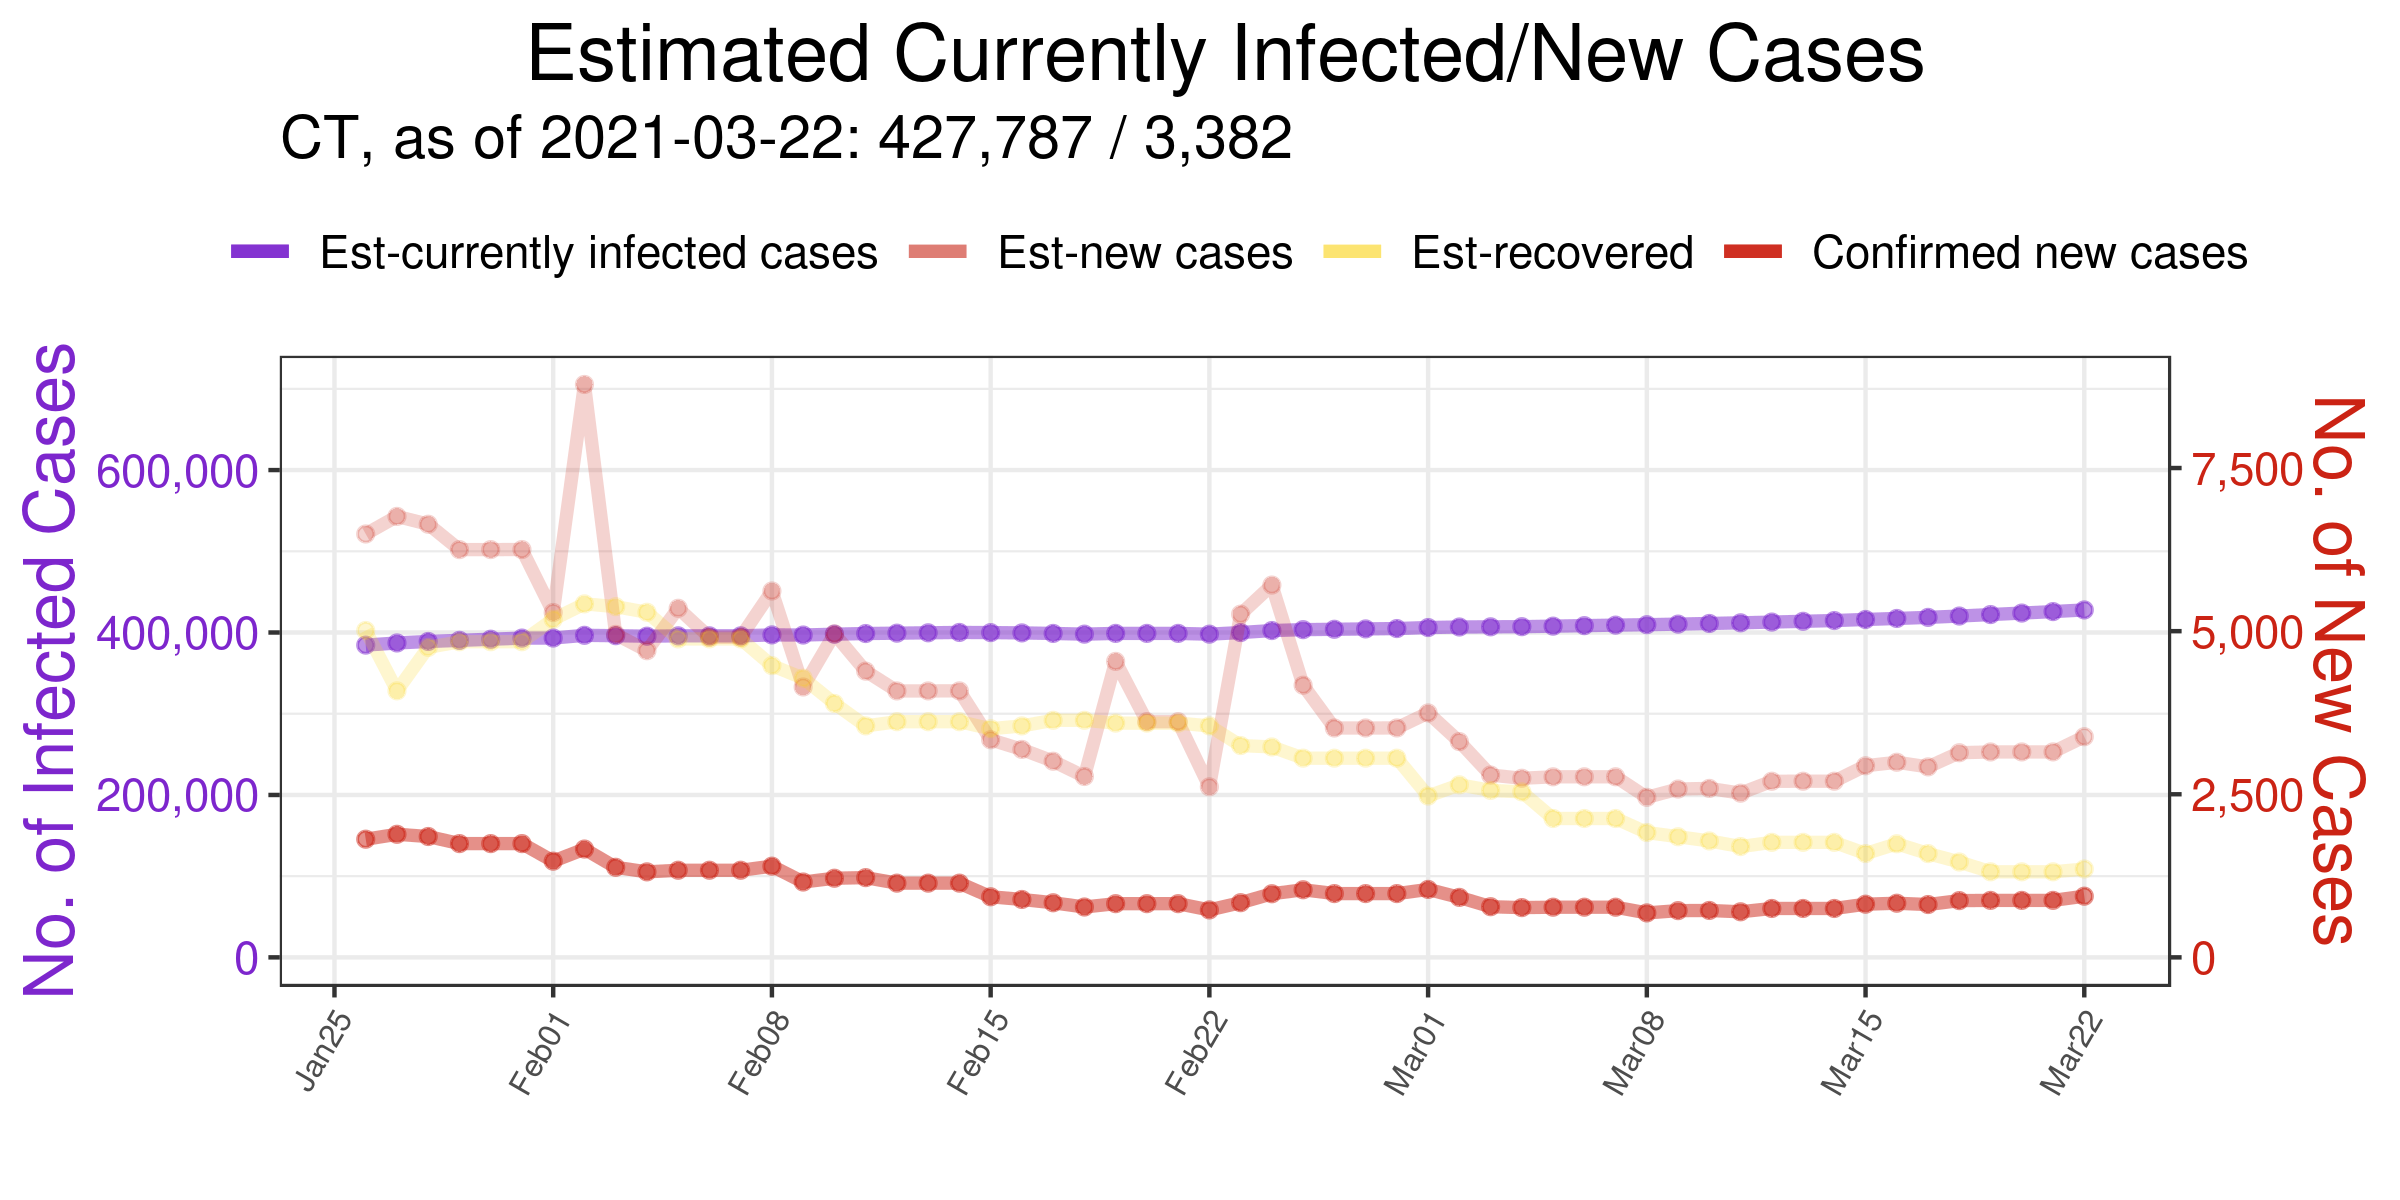 Estimated Currently Infected/New Cases
CT, as of 2021-03-22: 427,787 / 3,382
Est-currently infected cases Est-new cases Est-recovered Confirmed new cases
No. of Infected Cases
600,000
400,000
200,000
0
7,500
5,000
2,500
0
No. of New Cases
Jan25 Feb01 Feb08 Feb15 Feb22 Mar01 Mar08 Mar15 Mar22